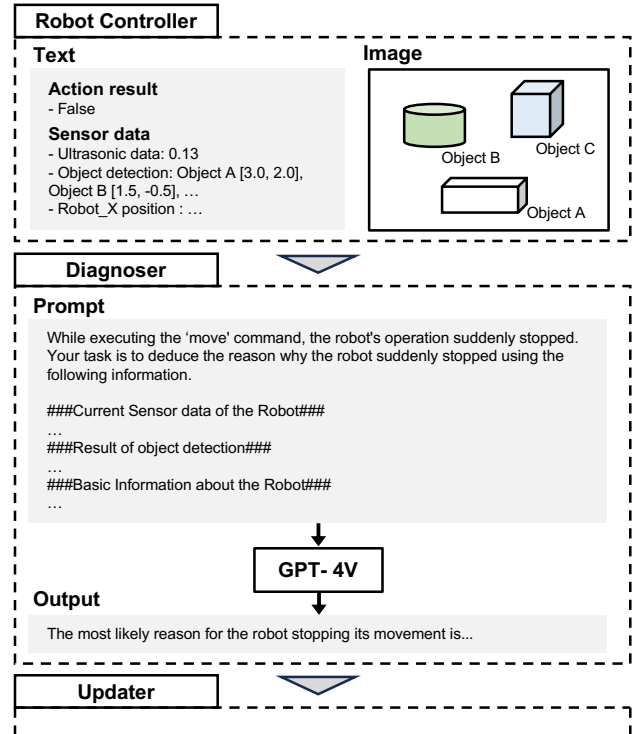 Robot Controller
Text
Image
Action result
- False
Sensor data
- Ultrasonic data: 0.13
- Object detection: Object A [3.0, 2.0],
Object B [1.5, -0.5], …
- Robot_X position : …
Object B
Object C
Object A
Diagnoser
Prompt
While executing the ‘move' command, the robot's operation suddenly stopped.
Your task is to deduce the reason why the robot suddenly stopped using the
following information.
###Current Sensor data of the Robot###
…
###Result of object detection###
…
###Basic Information about the Robot###
…
GPT- 4V
Output
The most likely reason for the robot stopping its movement is...
Updater